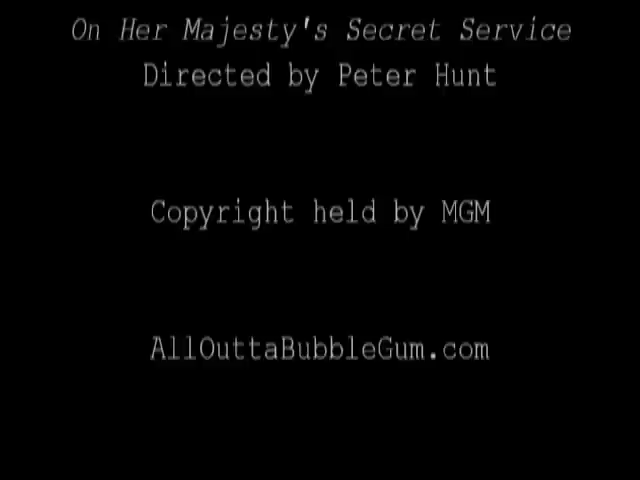 On Her Majesty's Secret Service
Directed by Peter Hunt
Copyright held by MGM
AllOuttaBubbleGum.com